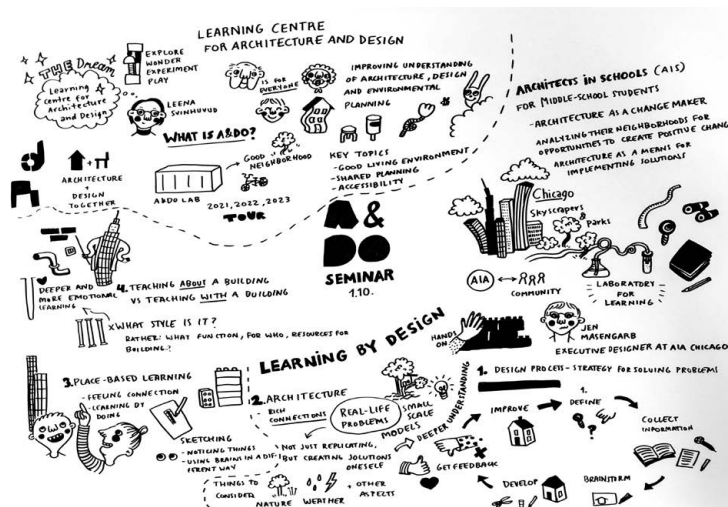 LEARNING CENTRE
FOR ARCHITECTURE AND DESIGN
THE Dream
Learning
Centre for
Architecture
and Design
EXPLORE
WONDER
EXPERIMENT
PLAY
LEENA
SVINHUVUD
IS FOR
EVERYONE
IMPROVING UNDERSTANDING
OF ARCHITECTURE, DESIGN
AND ENVIRONMENTAL
PLANNING
WHAT IS A&DO?
ARCHITECTURE
+
DESIGN
TOGETHER
A&DO LAB
GOOD
NEIGHBORHOOD
2021, 2022, 2023
TOUR
KEY TOPICS
- GOOD LIVING ENVIRONMENT
- SHARED PLANNING
- ACCESSIBILITY
A&
DO
SEMINAR
1.10.
ARCHITECTS IN SCHOOLS (AIS)
FOR MIDDLE-SCHOOL STUDENTS
- ARCHITECTURE AS A CHANGE MAKER
ANALYZING THEIR NEIGHBORHOODS FOR
OPPORTUNITIES TO CREATE POSITIVE CHANG
ARCHITECTURE AS A MEANS FOR
IMPLEMENTING SOLUTIONS
Chicago
Skyscrapers
Parks
AIA
COMMUNITY
LABORATORY
FOR
LEARNING
HANDS
ON
JEN
MASENGARB
EXECUTIVE DESIGNER AT AIA CHICAGO
LEARNING BY DESIGN
1. DESIGN PROCESS - STRATEGY FOR SOLVING PROBLEMS
1.
DEFINE
COLLECT
INFORMATION
BRAINSTORM
DEVELOP
GET FEEDBACK
IMPROVE
DEEPER UNDERSTANDING
2. ARCHITECTURE
RICH
CONNECTIONS
REAL-LIFE
PROBLEMS
SMALL
SCALE
MODELS
NOT JUST REPLICATING,
BUT CREATING SOLUTIONS
ONESELF
THINGS TO
CONSIDER
NATURE
WEATHER
+ OTHER
ASPECTS
3. PLACE-BASED LEARNING
- FEELING CONNECTION
- LEARNING BY
DOING
SKETCHING
- NOTICING THINGS
- USING BRAINS IN A DIF-
FERENT WAY
4. TEACHING ABOUT A BUILDING
VS TEACHING WITH A BUILDING
DEEPER AND
MORE EMOTIONAL
LEARNING
WHAT STYLE IS IT?
RATHER: WHAT FUNCTION, FOR WHO, RESOURCES FOR
BUILDING?